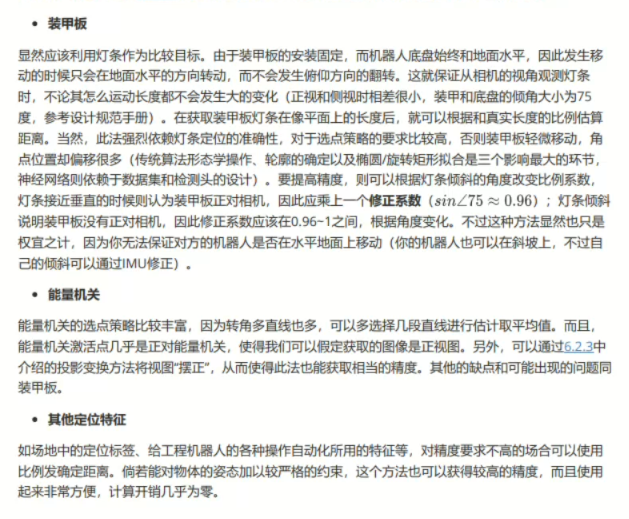 • 装甲板
显然应该利用灯条作为比较目标。由于装甲板的安装固定，而机器人底盘始终和地面水平，因此发生移
动的时候只会在地面水平的方向转动，而不会发生俯仰方向的翻转。这就保证从相机的视角观测灯条
时，不论其怎么运动长度都不会发生大的变化（正视和侧视时相差很小，装甲和底盘的倾角大小为75
度，参考设计规范手册）。在获取装甲板灯条在像平面上的长度后，就可以根据和真实长度的比例估算
距离。当然，此法强烈依赖灯条定位的准确性，对于选点策略的要求比较高，否则装甲板轻微移动，角
点位置却偏移很多（传统算法形态学操作、轮廓的确定以及椭圆/旋转矩形拟合是三个影响最大的环节，
神经网络则依赖于数据集和检测头的设计）。要提高精度，则可以根据灯条倾斜的角度改变比例系数，
灯条接近垂直的时候则认为装甲板正对相机，因此应乘上一个修正系数（sin∠75 ≈ 0.96）；灯条倾斜
说明装甲板没有正对相机，因此修正系数应该在0.96~1之间，根据角度变化。不过这种方法显然也只是
权宜之计，因为你无法保证对方的机器人是否在水平地面上移动（你的机器人也可以在斜坡上，不过自
己的倾斜可以通过IMU修正）。
• 能量机关
能量机关的选点策略比较丰富，因为转角多直线也多，可以多选择几段直线进行估计取平均值。而且，
能量机关激活点几乎是正对能量机关，使得我们可以假定获取的图像是正视图。另外，可以通过6.2.3中
介绍的投影变换方法将视图“摆正”，从而使得此法也能获取相当的精度。其他的缺点和可能出现的问题同
装甲板。
• 其他定位特征
如场地中的定位标签、给工程机器人的各种操作自动化所用的特征等，对精度要求不高的场合可以使用
比例发确定距离。倘若能对物体的姿态加以较严格的约束，这个方法也可以获得较高的精度，而且使用
起来非常方便，计算开销几乎为零。